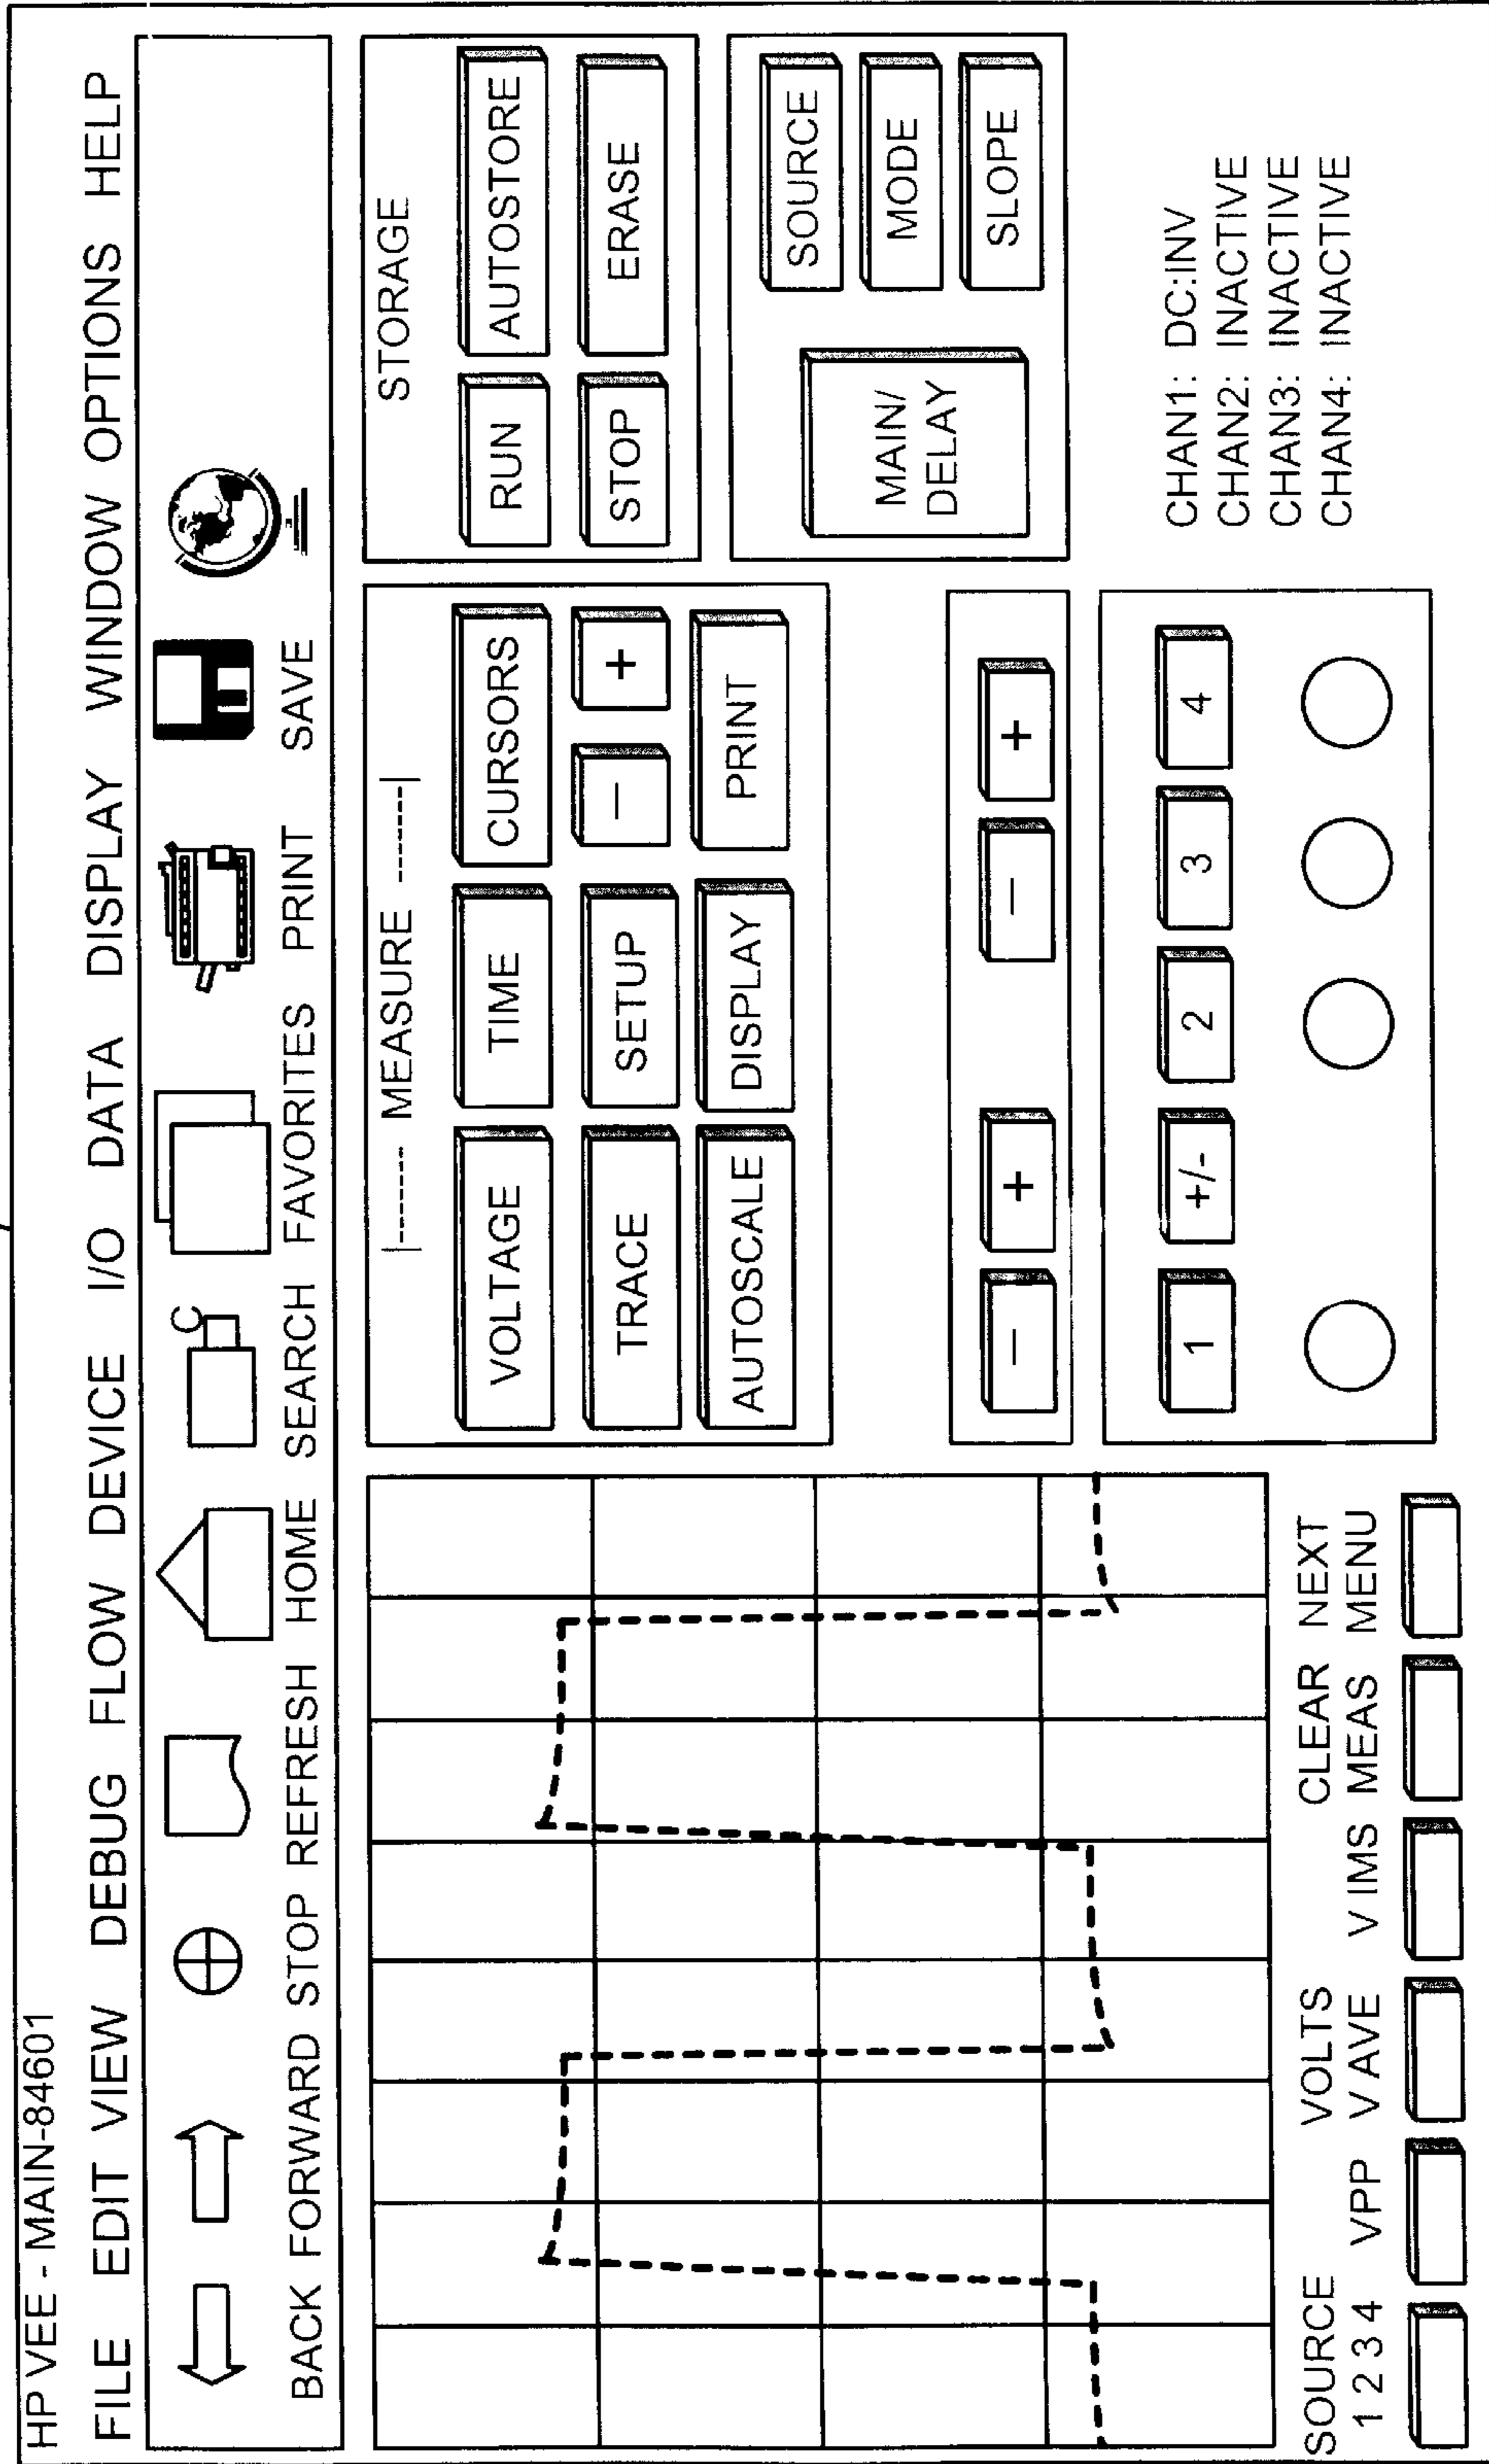 HP VEE - MAIN-84601
FILE EDIT VIEW DEBUG FLOW DEVICE I/O DATA DISPLAY WINDOW OPTIONS HELP
C
BACK FORWARD STOP REFRESH HOME SEARCH FAVORITES PRINT SAVE
|------ MEASURE --------|
VOLTAGE TIME CURSORS
TRACE SETUP − +
AUTOSCALE DISPLAY PRINT
STORAGE
RUN AUTOSTORE
STOP ERASE
MAIN/
DELAY
SOURCE
MODE
SLOPE
− + − +
1 +/- 2 3 4
CHAN1: DC:INV
CHAN2: INACTIVE
CHAN3: INACTIVE
CHAN4: INACTIVE
SOURCE VOLTS CLEAR NEXT
1 2 3 4 VPP V AVE V IMS MEAS MENU